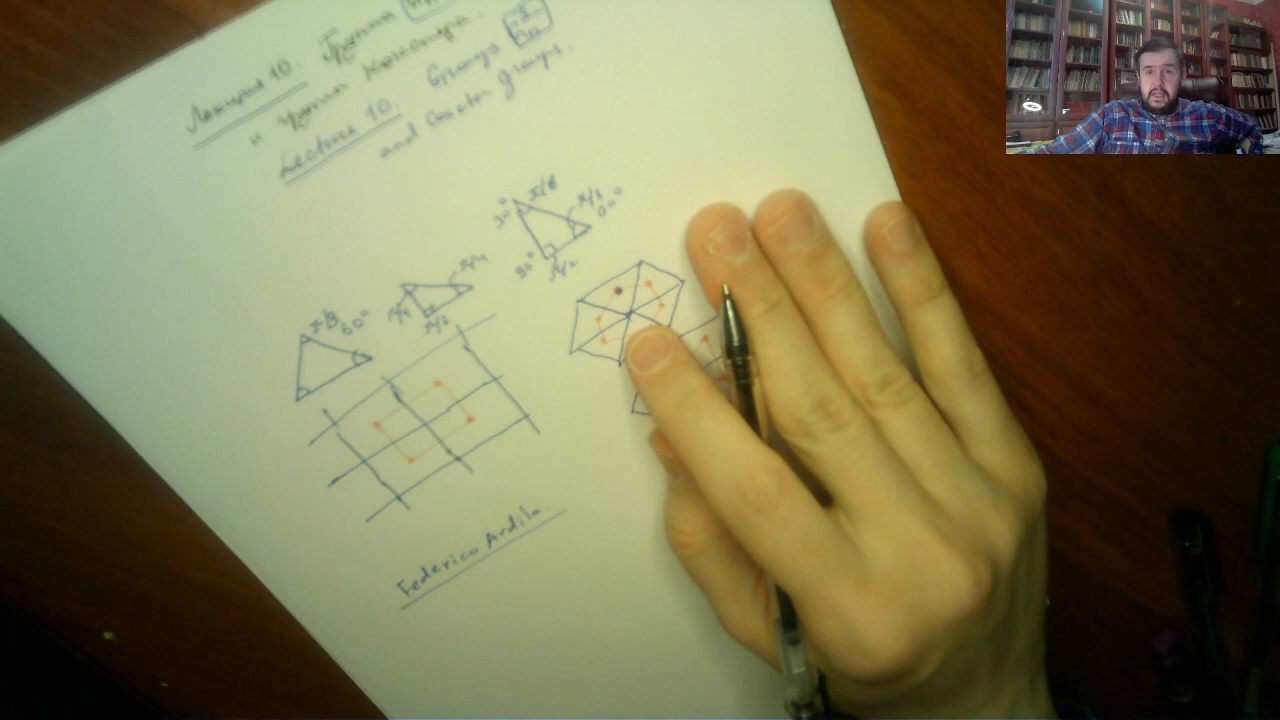 Лекция 10. Группы
и группы Кокстера.
Lecture 10. Groups
and Coxeter groups.
π/6
30°
π/3
60°
90°
π/2
π/4
π/4
π/2
π/3 60°
Federico Ardila.